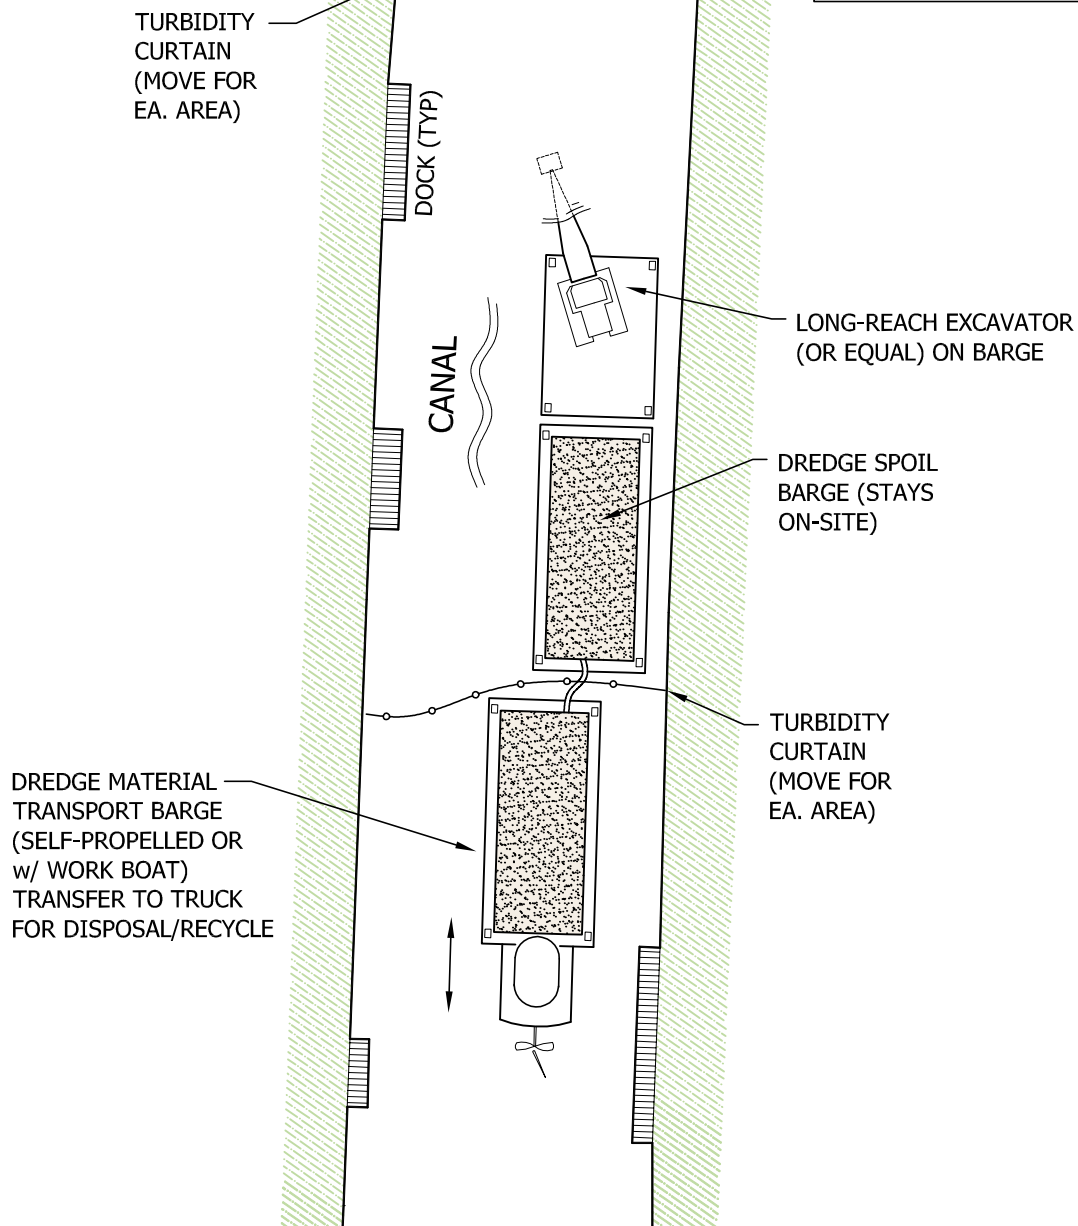 TURBIDITY
CURTAIN
(MOVE FOR
EA. AREA)
DOCK (TYP)
CANAL
LONG-REACH EXCAVATOR
(OR EQUAL) ON BARGE
DREDGE SPOIL
BARGE (STAYS
ON-SITE)
TURBIDITY
CURTAIN
(MOVE FOR
EA. AREA)
DREDGE MATERIAL
TRANSPORT BARGE
(SELF-PROPELLED OR
w/ WORK BOAT)
TRANSFER TO TRUCK
FOR DISPOSAL/RECYCLE